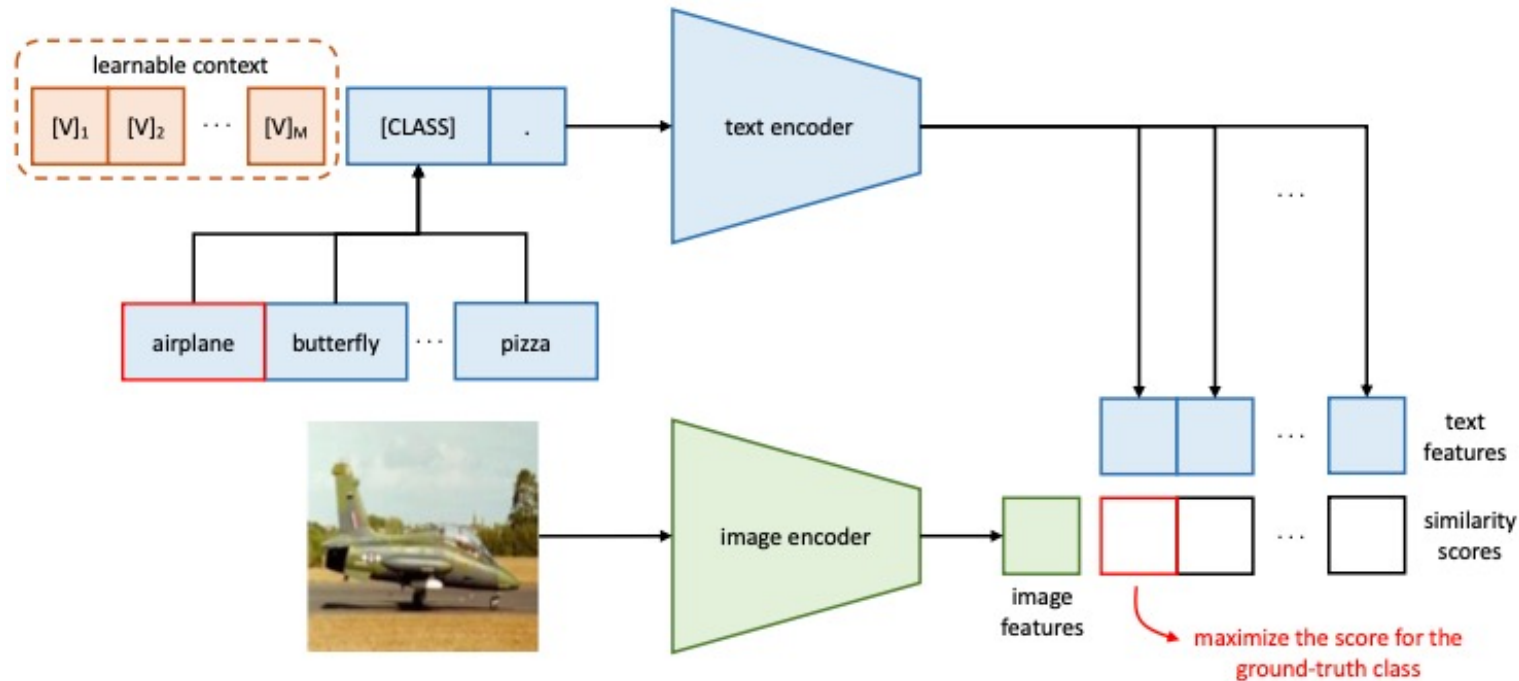 learnable context
[V]₁ [V]₂ ... [V]ₘ [CLASS] .
text encoder
...
airplane butterfly ... pizza
text
features
...
image encoder
similarity
scores
...
image
features
maximize the score for the
ground-truth class